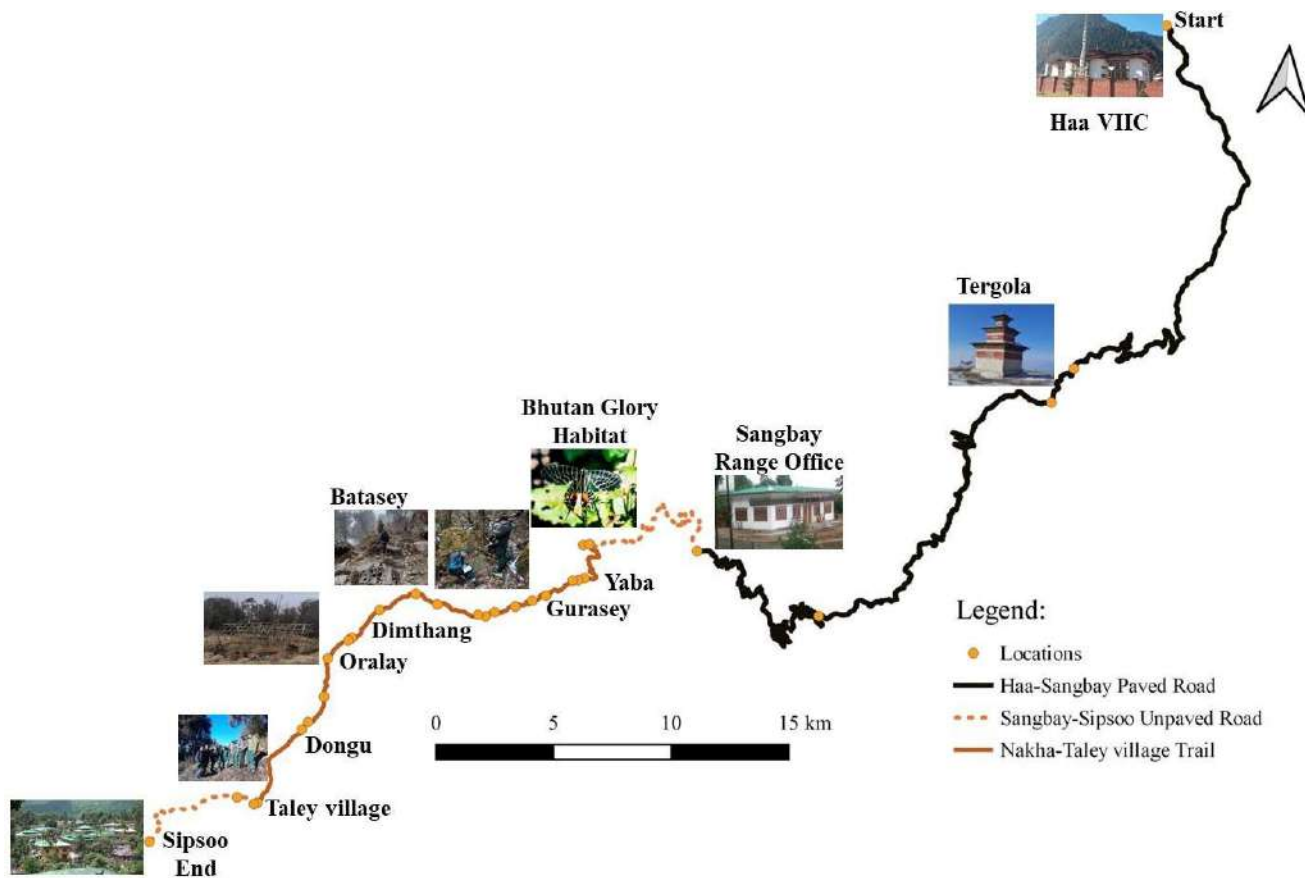 Start
Haa VIIC
Tergola
Bhutan Glory
Habitat
Sangbay
Range Office
Batasey
Yaba
Gurasey
Dimthang
Oralay
Dongu
Taley village
Sipsoo
End
0 5 10 15 km
Legend:
Locations
Haa-Sangbay Paved Road
Sangbay-Sipsoo Unpaved Road
Nakha-Taley village Trail